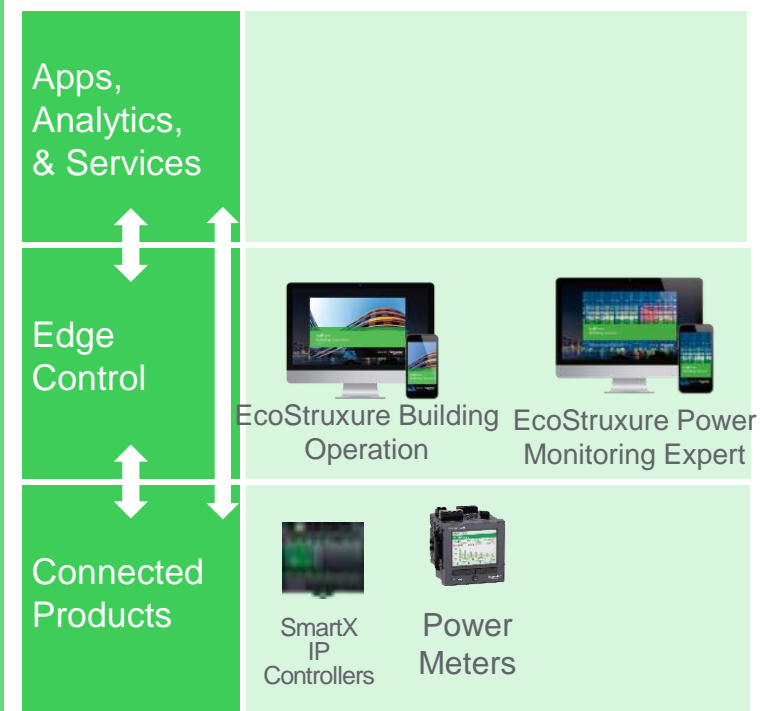 Apps,
Analytics,
& Services
Edge
Control
EcoStruxure Building
Operation
EcoStruxure Power
Monitoring Expert
Connected
Products
SmartX
IP
Controllers
Power
Meters